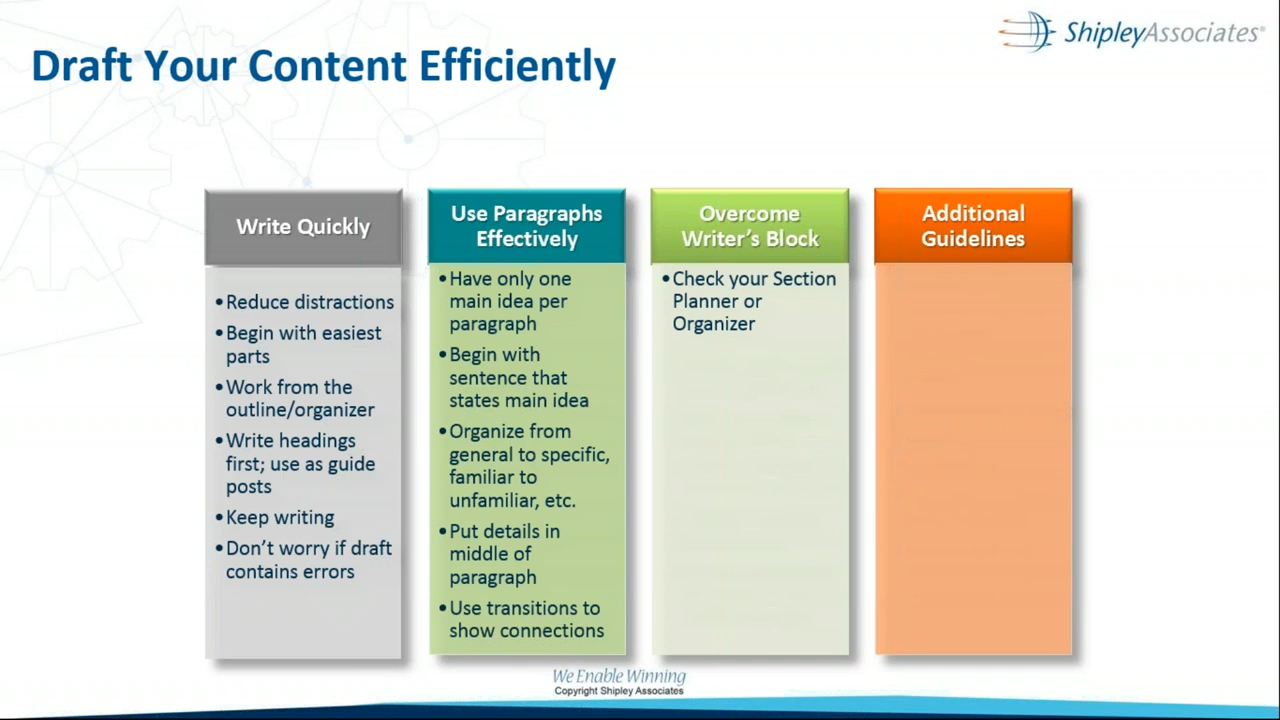 ShipleyAssociates®
Draft Your Content Efficiently
Write Quickly
•Reduce distractions
•Begin with easiest
parts
•Work from the
outline/organizer
•Write headings
first; use as guide
posts
•Keep writing
•Don't worry if draft
contains errors
Use Paragraphs
Effectively
•Have only one
main idea per
paragraph
•Begin with
sentence that
states main idea
•Organize from
general to specific,
familiar to
unfamiliar, etc.
•Put details in
middle of
paragraph
•Use transitions to
show connections
Overcome
Writer's Block
•Check your Section
Planner or
Organizer
Additional
Guidelines
We Enable Winning
Copyright Shipley Associates